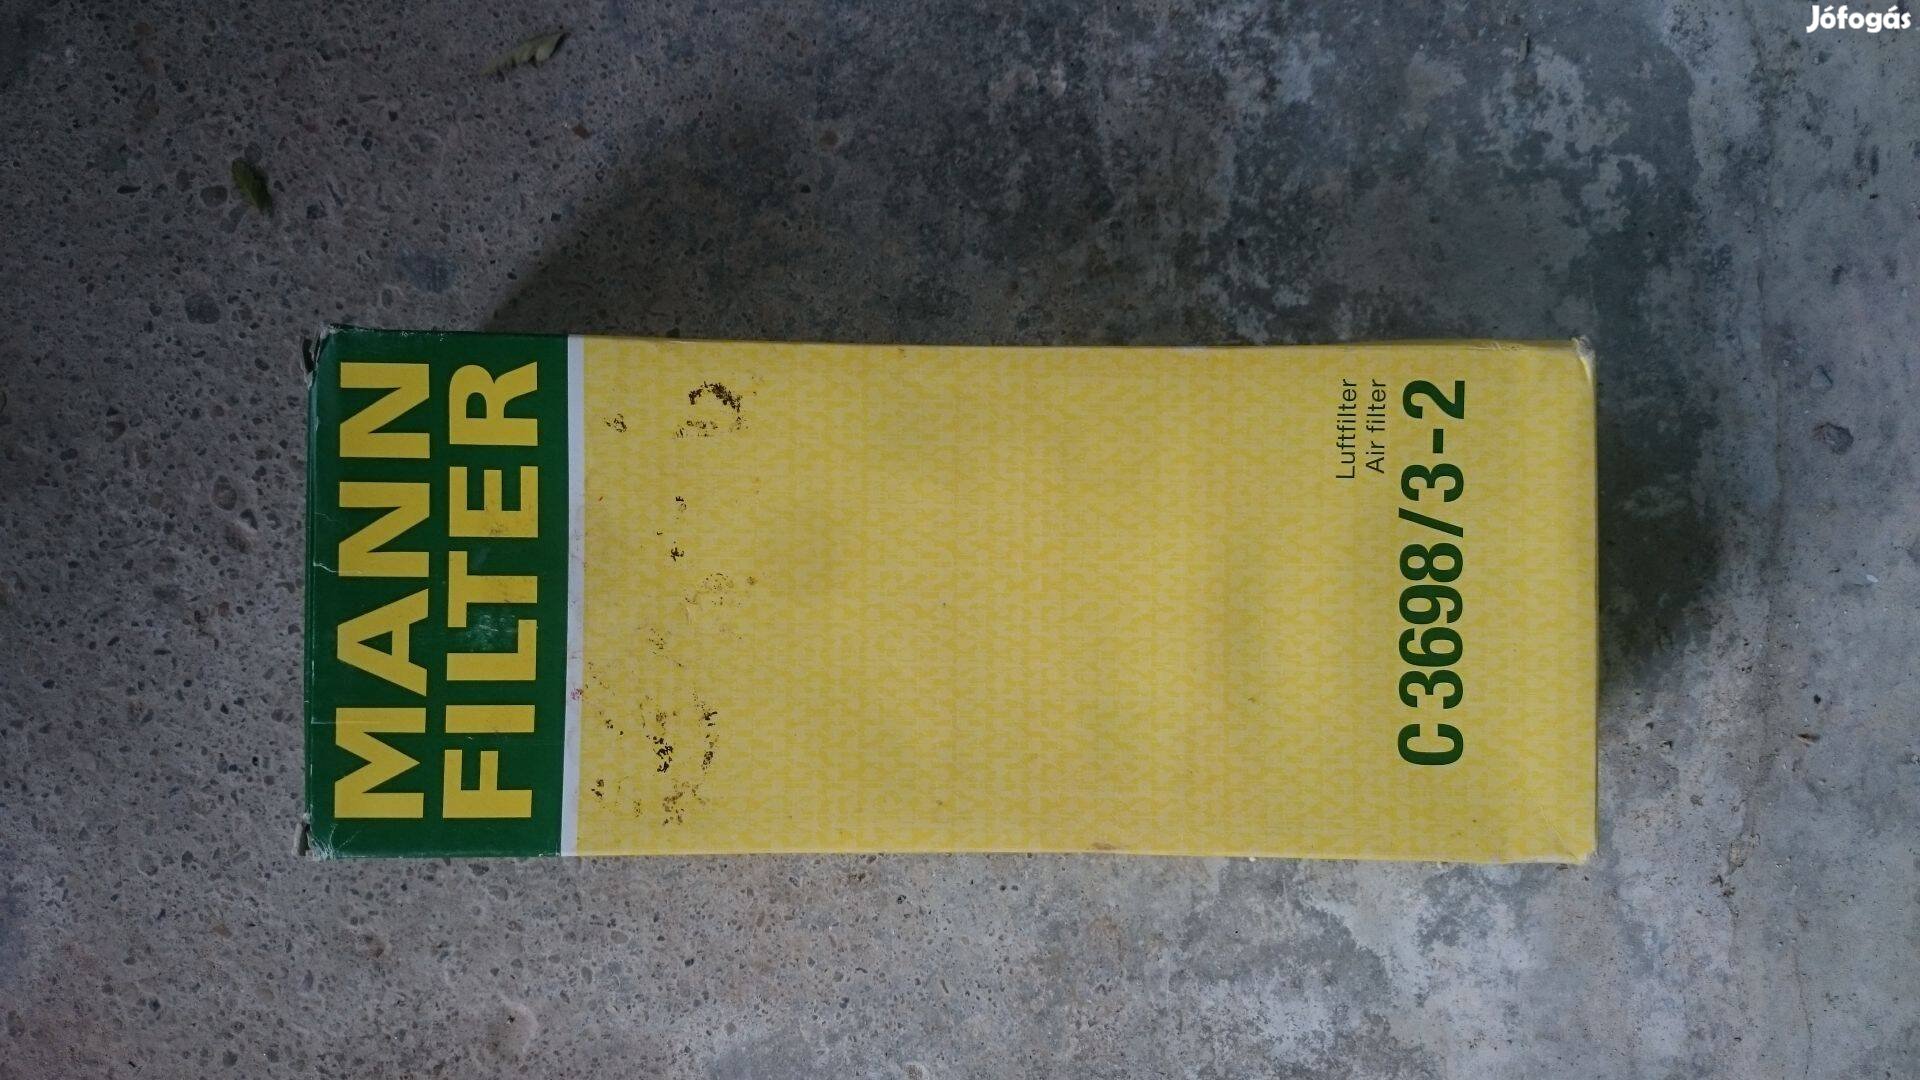 Jófogás
MANN
FILTER
Luftfilter
Air filter
C 3698/3-2